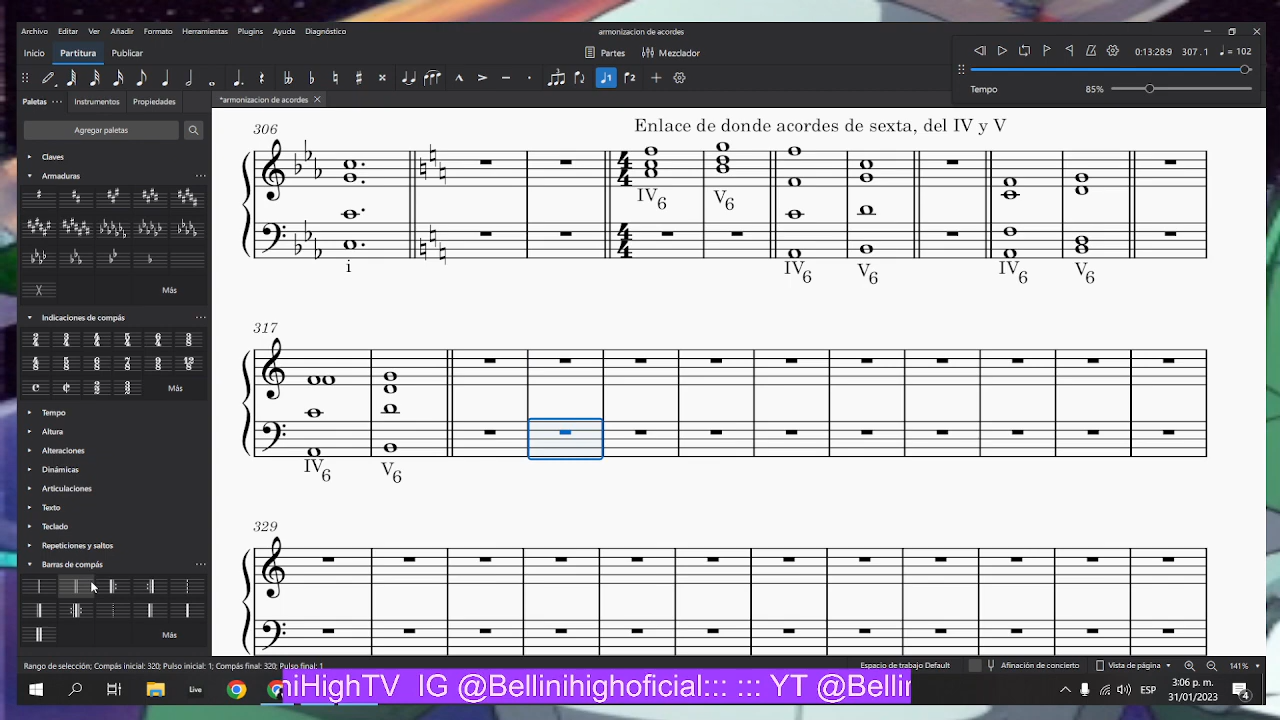 Archivo Editar Ver Añadir Formato Herramientas Plugins Ayuda Diagnóstico armonizacion de acordes
Inicio Partitura Publicar Partes Mezclador 0:13:28:9 307.1 = 102
Tempo 85%
Paletas Instrumentos Propiedades *armonizacion de acordes
Agregar paletas
Claves
Armaduras
Más
Indicaciones de compás
Más
Tempo
Altura
Alteraciones
Dinámicas
Articulaciones
Texto
Teclado
Repeticiones y saltos
Barras de compás
Más
306
Enlace de donde acordes de sexta, del IV y V
IV6 V6
i IV6 V6 IV6 V6
317
IV6 V6
329
Rango de selección; Compás inicial: 320; Pulso inicial: 1; Compás final: 320; Pulso final: 1 Espacio de trabajo Default Afinación de concierto Vista de página 141%
Live niHighTV IG @Bellinihighoficial::: ::: YT @Bellin ESP 3:06 p. m.
31/01/2023 4